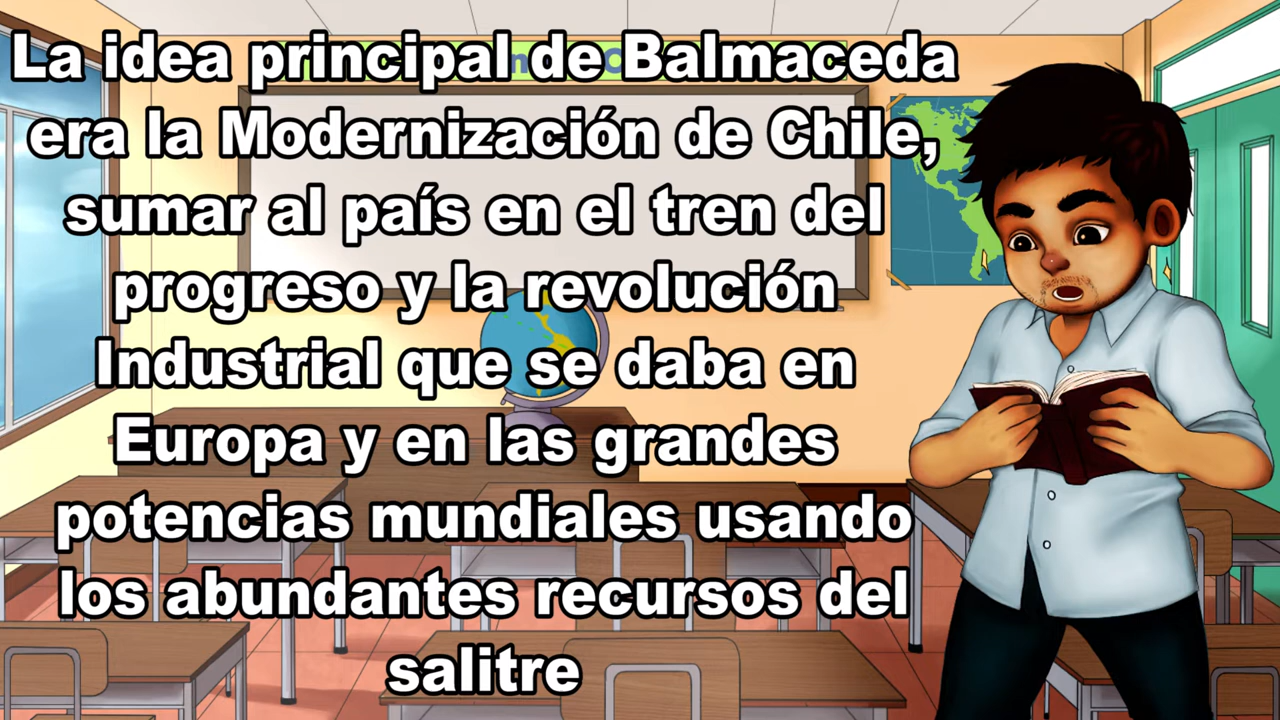 La idea principal de Balmaceda
era la Modernización de Chile,
sumar al país en el tren del
progreso y la revolución
Industrial que se daba en
Europa y en las grandes
potencias mundiales usando
los abundantes recursos del
salitre